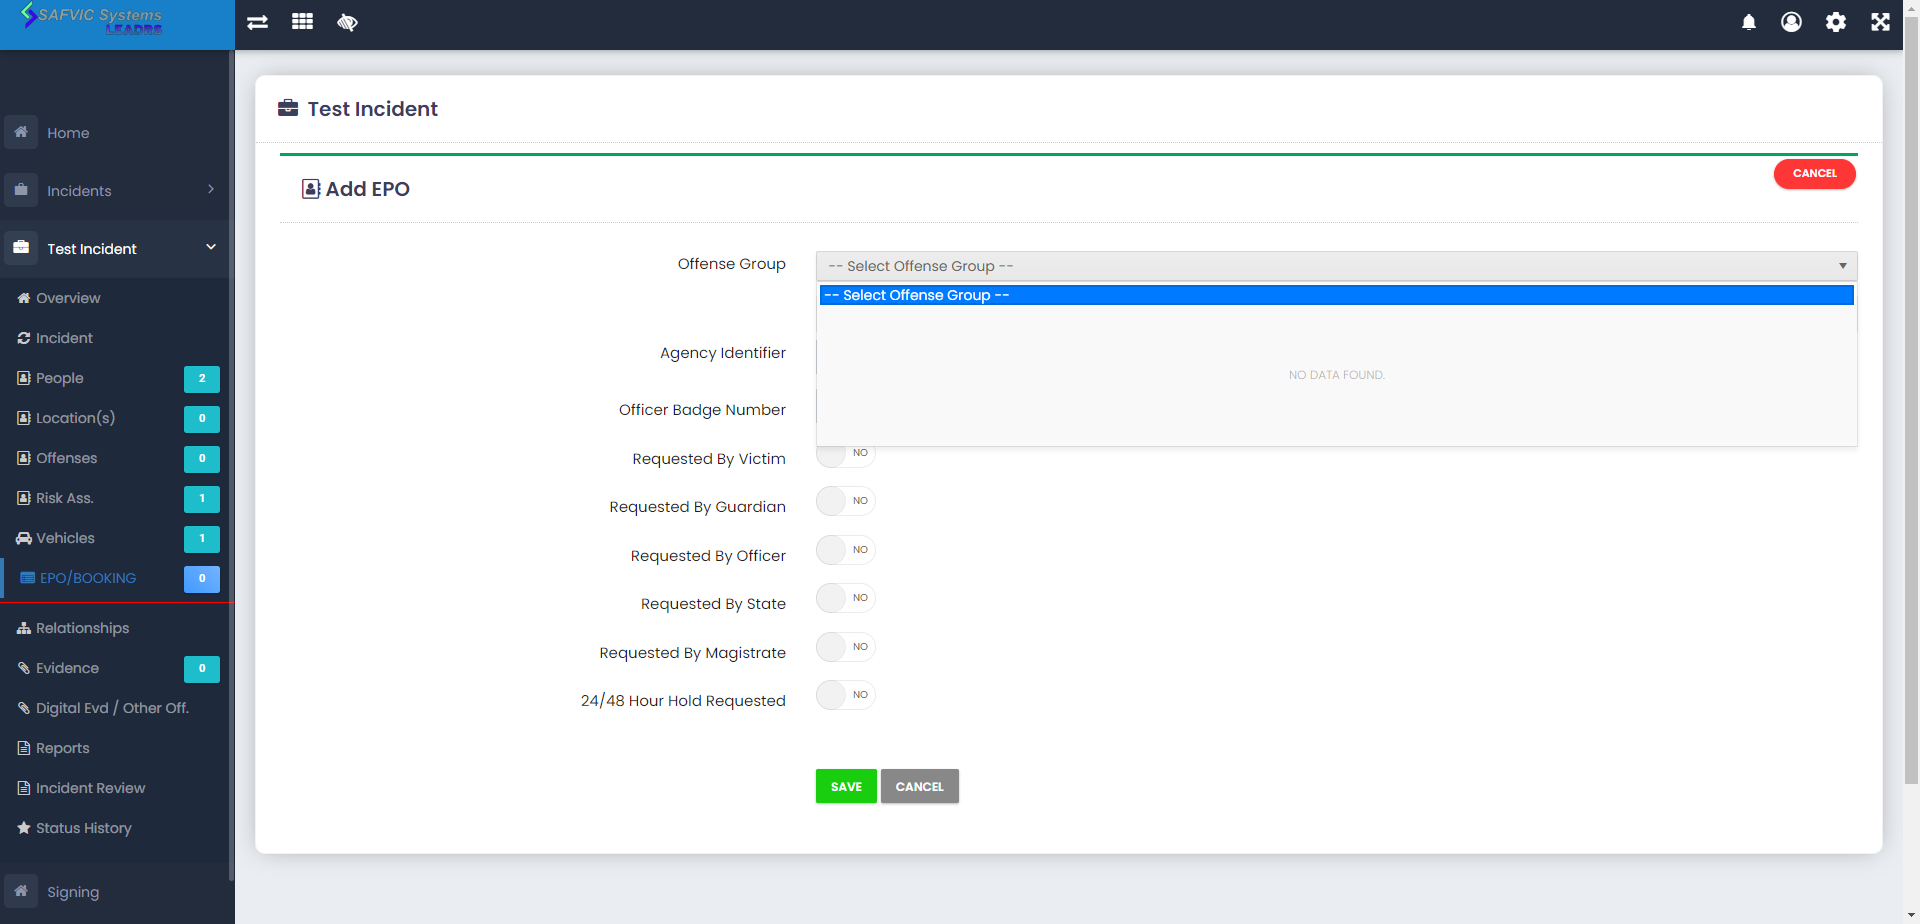 SAFVIC Systems
LEADRS
Home
Incidents
Test Incident
Overview
Incident
People 2
Location(s) 0
Offenses 0
Risk Ass. 1
Vehicles 1
EPO/BOOKING 0
Relationships
Evidence 0
Digital Evd / Other Off.
Reports
Incident Review
Status History
Signing
Test Incident
Add EPO
CANCEL
Offense Group
-- Select Offense Group --
-- Select Offense Group --
NO DATA FOUND.
Agency Identifier
Officer Badge Number
Requested By Victim NO
Requested By Guardian NO
Requested By Officer NO
Requested By State NO
Requested By Magistrate NO
24/48 Hour Hold Requested NO
SAVE CANCEL